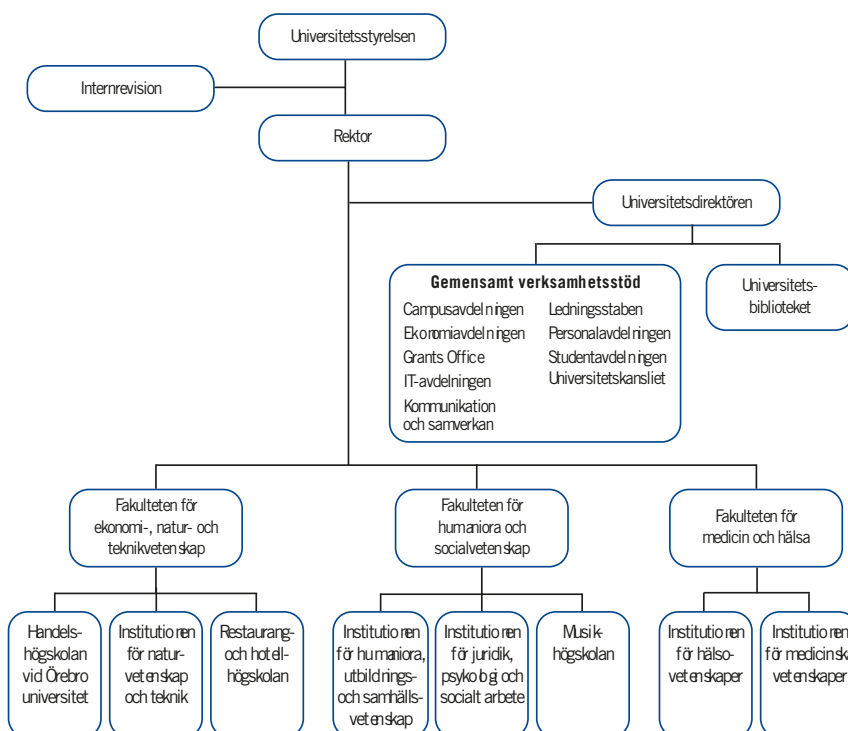 Universitetsstyrelsen
Internrevision
Rektor
Universitetsdirektören
Gemensamt verksamhetsstöd
Campusavdelningen
Ekonomiavdelningen
Grants Office
IT-avdelningen
Kommunikation
och samverkan
Ledningsstaben
Personalavdelningen
Studentavdelningen
Universitetskansliet
Universitets-
biblioteket
Fakulteten för
ekonomi-, natur- och
teknikvetenskap
Fakulteten för
humaniora och
socialvetenskap
Fakulteten för
medicin och hälsa
Handels-
högskolan
vid Örebro
universitet
Institutionen
för natur-
vetenskap
och teknik
Restaurang-
och hotell-
högskolan
Institutionen
för humaniora,
utbildnings-
och samhälls-
vetenskap
Institutionen
för juridik,
psykologi och
socialt arbete
Musik-
högskolan
Institutionen
för hälso-
vetenskaper
Institutionen
för medicinska
vetenskaper